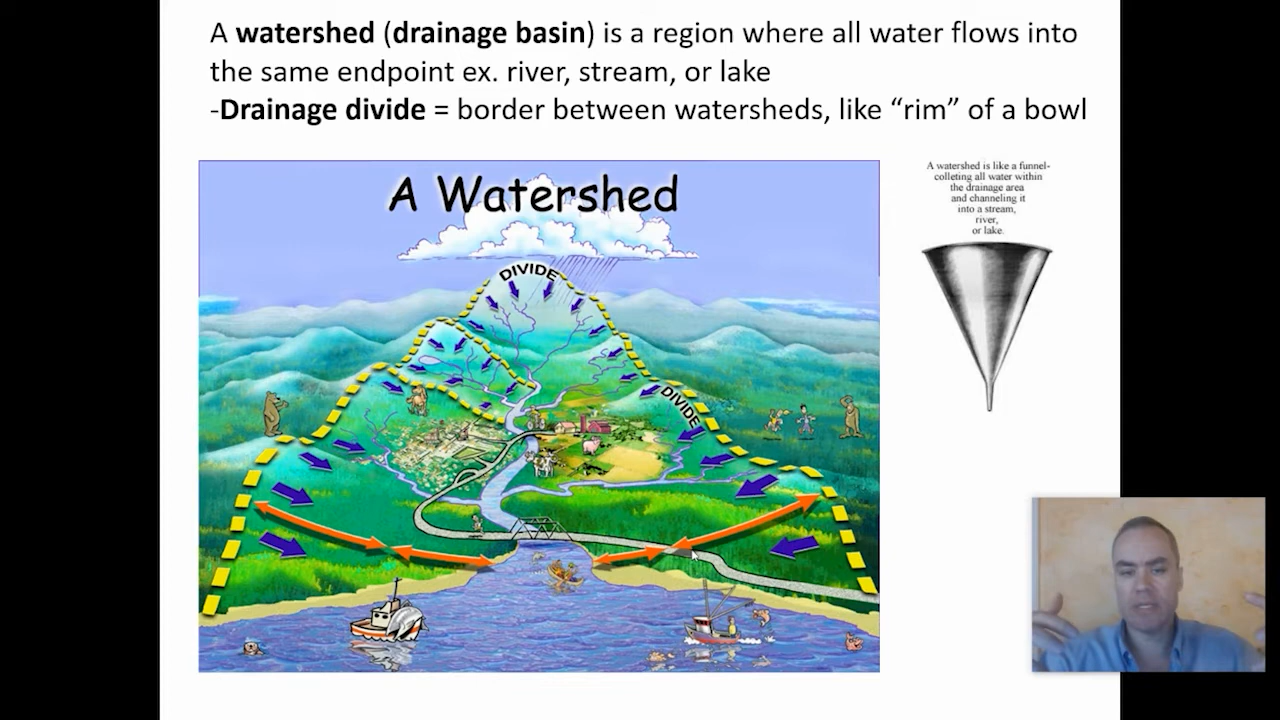 A watershed (drainage basin) is a region where all water flows into
the same endpoint ex. river, stream, or lake
-Drainage divide = border between watersheds, like “rim” of a bowl
A Watershed
DIVIDE
DIVIDE
A watershed is like a funnel-
colleting all water within
the drainage area
and channeling it
into a stream,
river,
or lake.